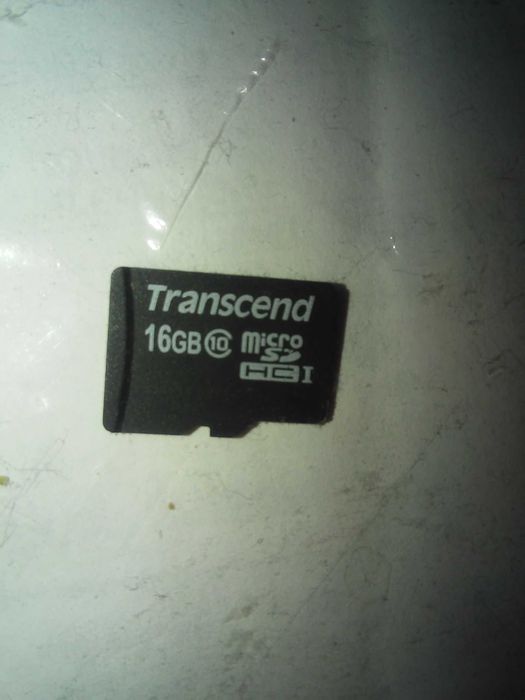 Transcend
16GB 10 micro
SD
HC I